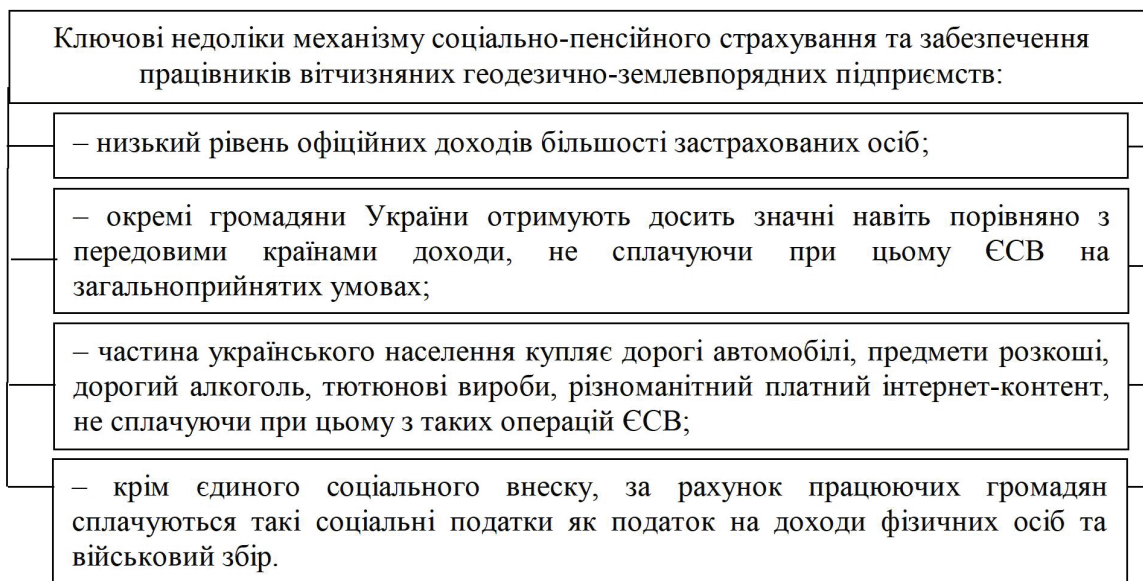 Ключові недоліки механізму соціально-пенсійного страхування та забезпечення
працівників вітчизняних геодезично-землевпорядних підприємств:
– низький рівень офіційних доходів більшості застрахованих осіб;
– окремі громадяни України отримують досить значні навіть порівняно з
передовими країнами доходи, не сплачуючи при цьому ЄСВ на
загальноприйнятих умовах;
– частина українського населення купляє дорогі автомобілі, предмети розкоші,
дорогий алкоголь, тютюнові вироби, різноманітний платний інтернет-контент,
не сплачуючи при цьому з таких операцій ЄСВ;
– крім єдиного соціального внеску, за рахунок працюючих громадян
сплачуються такі соціальні податки як податок на доходи фізичних осіб та
військовий збір.